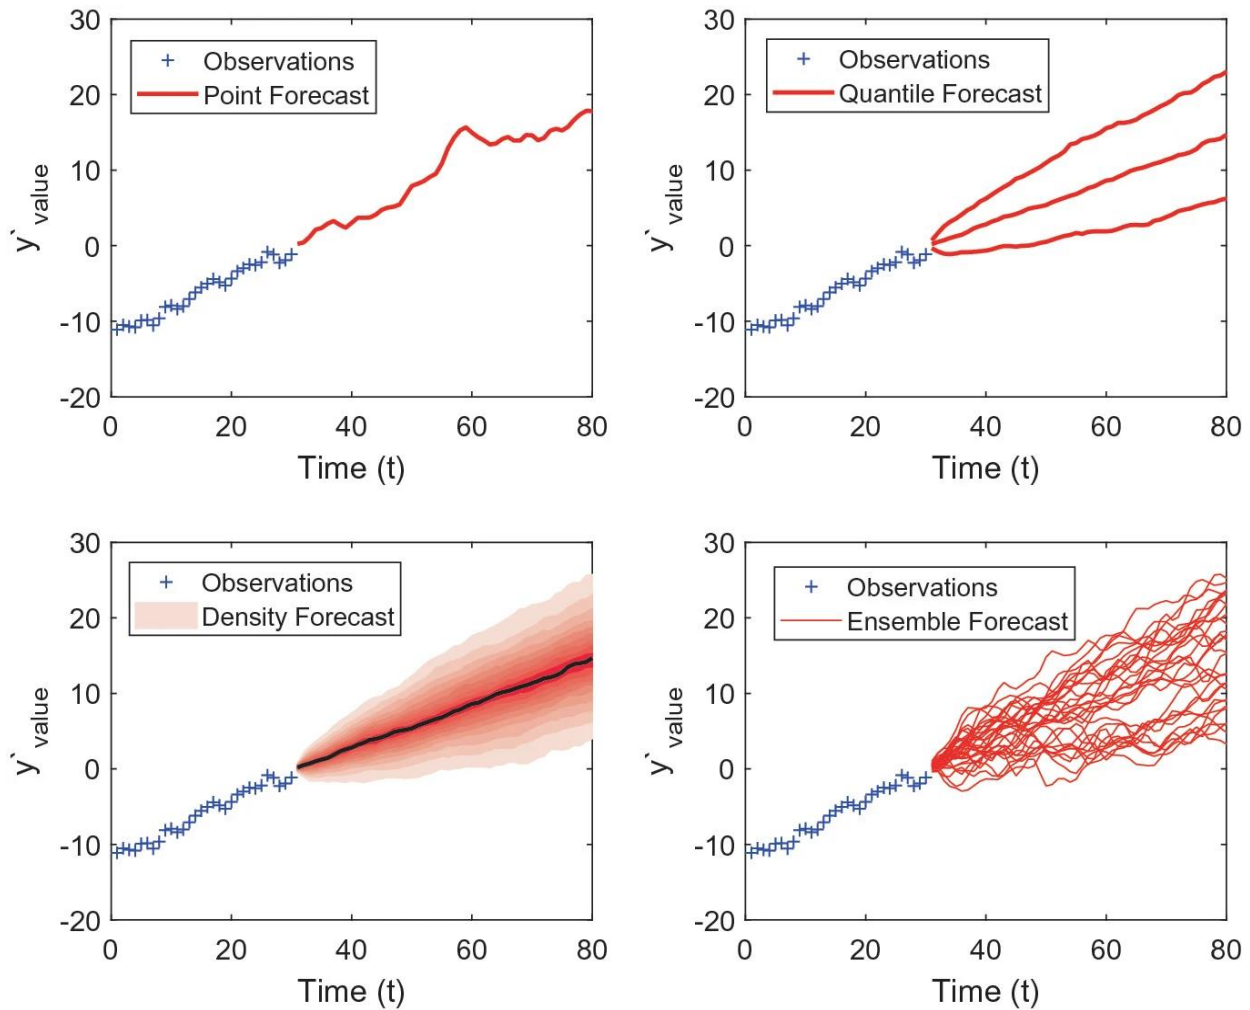 30
20
10
0
-10
-20
y` value
Observations
Point Forecast
0 20 40 60 80
Time (t)
30
20
10
0
-10
-20
y` value
Observations
Quantile Forecast
0 20 40 60 80
Time (t)
30
20
10
0
-10
-20
y` value
Observations
Density Forecast
0 20 40 60 80
Time (t)
30
20
10
0
-10
-20
y` value
Observations
Ensemble Forecast
0 20 40 60 80
Time (t)